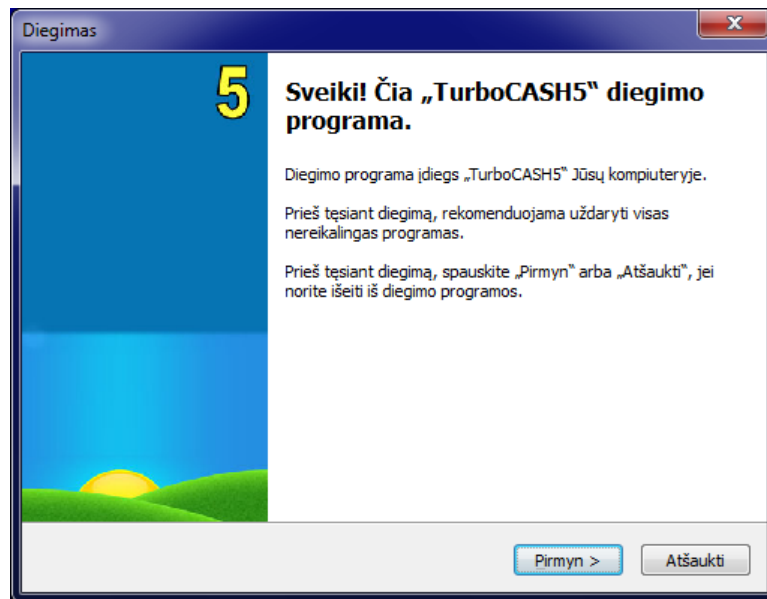 Diegimas
5
Sveiki! Čia „TurboCASH5“ diegimo
programa.
Diegimo programa įdiegs „TurboCASH5“ Jūsų kompiuteryje.
Prieš tęsiant diegimą, rekomenduojama uždaryti visas
nereikalingas programas.
Prieš tęsiant diegimą, spauskite „Pirmyn“ arba „Atšaukti“, jei
norite išeiti iš diegimo programos.
Pirmyn >
Atšaukti